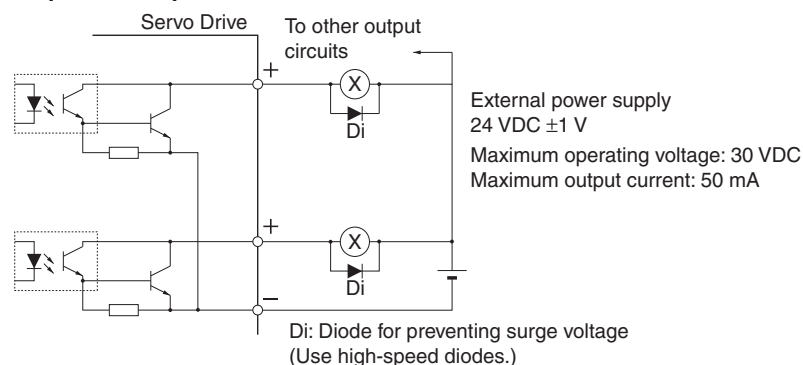 Servo Drive
To other output
circuits
+
X
Di
External power supply
24 VDC ±1 V
Maximum operating voltage: 30 VDC
Maximum output current: 50 mA
+
X
Di
–
Di: Diode for preventing surge voltage
(Use high-speed diodes.)